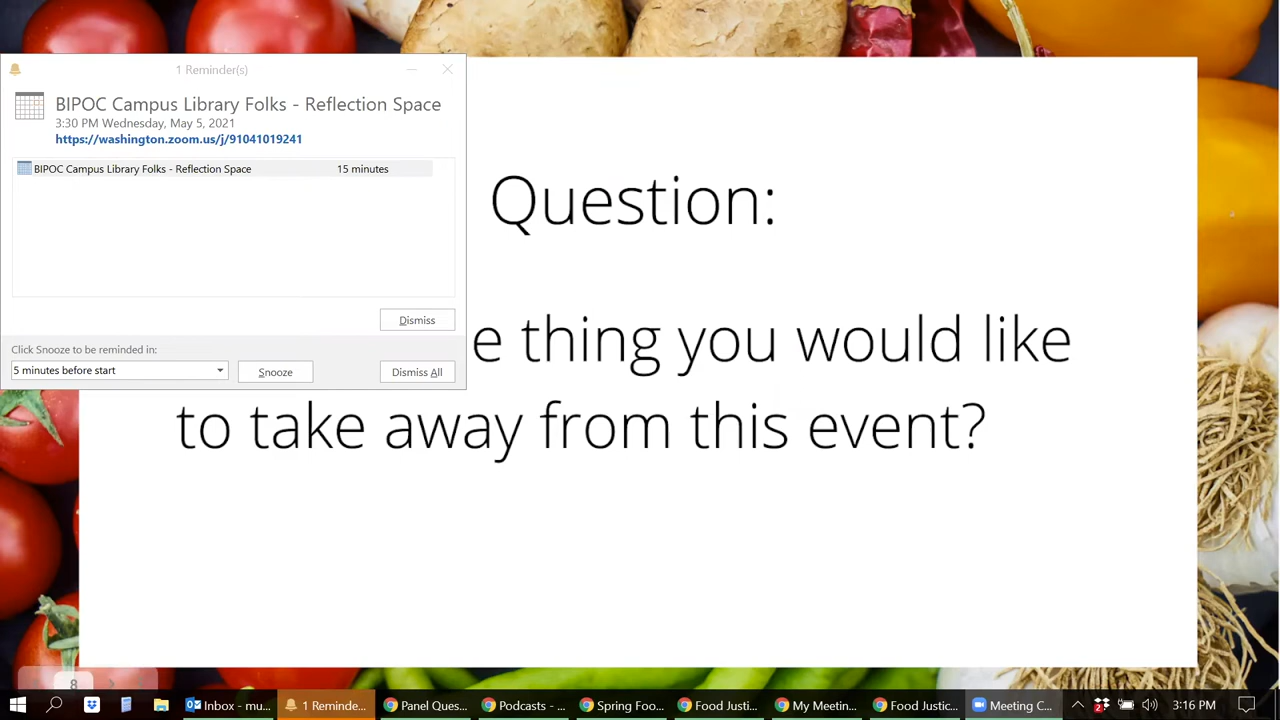 1 Reminder(s)
BIPOC Campus Library Folks - Reflection Space
3:30 PM Wednesday, May 5, 2021
https://washington.zoom.us/j/91041019241
BIPOC Campus Library Folks - Reflection Space 15 minutes
Dismiss
Click Snooze to be reminded in:
5 minutes before start
Snooze
Dismiss All
Question:
e thing you would like
to take away from this event?
8
Inbox - mu...
1 Reminde...
Panel Ques...
Podcasts - ...
Spring Foo...
Food Justi...
My Meetin...
Food Justic...
Meeting C...
2
3:16 PM